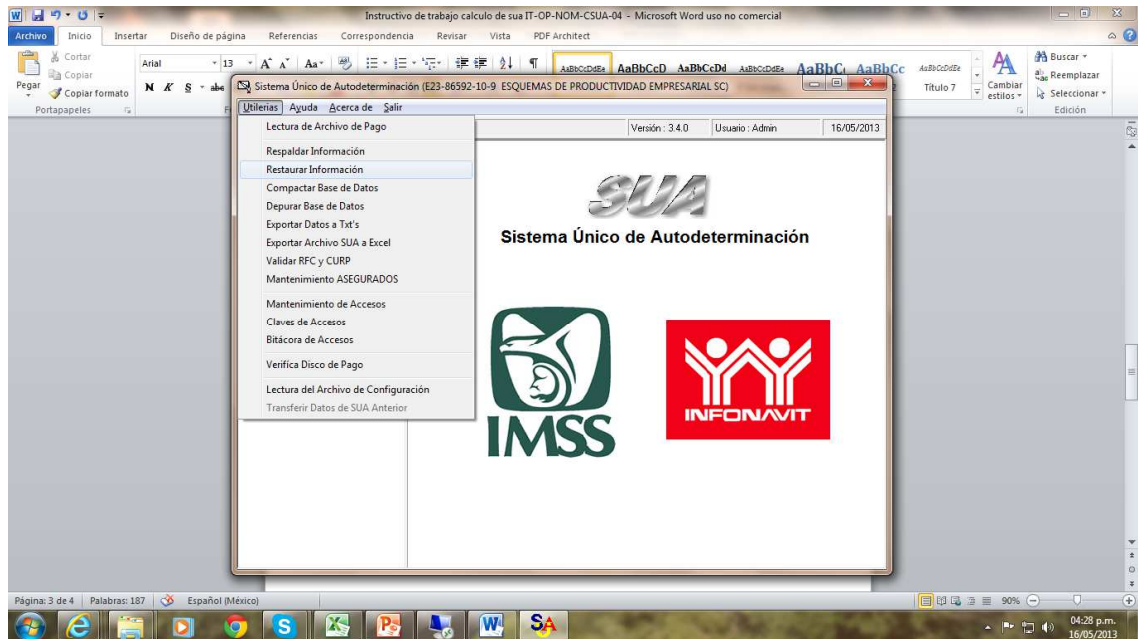 Instructivo de trabajo calculo de sua IT-OP-NOM-CSUA-04 - Microsoft Word uso no comercial
Archivo Inicio Insertar Diseño de página Referencias Correspondencia Revisar Vista PDF Architect
Cortar
Copiar
Copiar formato
Pegar
Portapapeles
Arial 13
N K S abc
AaBbCcDdEe AaBbCcD AaBbCcDd AaBbCcDdEe AaBbC AaBbCc AaBbCcDdEe
Título 7
Cambiar estilos
Buscar
Reemplazar
Seleccionar
Edición
Sistema Único de Autodeterminación (E23-86592-10-9 ESQUEMAS DE PRODUCTIVIDAD EMPRESARIAL SC)
Utilerias Ayuda Acerca de Salir
Versión : 3.4.0 Usuario : Admin 16/05/2013
Lectura de Archivo de Pago
Respaldar Información
Restaurar Información
Compactar Base de Datos
Depurar Base de Datos
Exportar Datos a Txt's
Exportar Archivo SUA a Excel
Validar RFC y CURP
Mantenimiento ASEGURADOS
Mantenimiento de Accesos
Claves de Accesos
Bitácora de Accesos
Verifica Disco de Pago
Lectura del Archivo de Configuración
Transferir Datos de SUA Anterior
SUA
Sistema Único de Autodeterminación
IMSS
INFONAVIT
Página: 3 de 4 Palabras: 187 Español (México) 90%
04:28 p.m.
16/05/2013